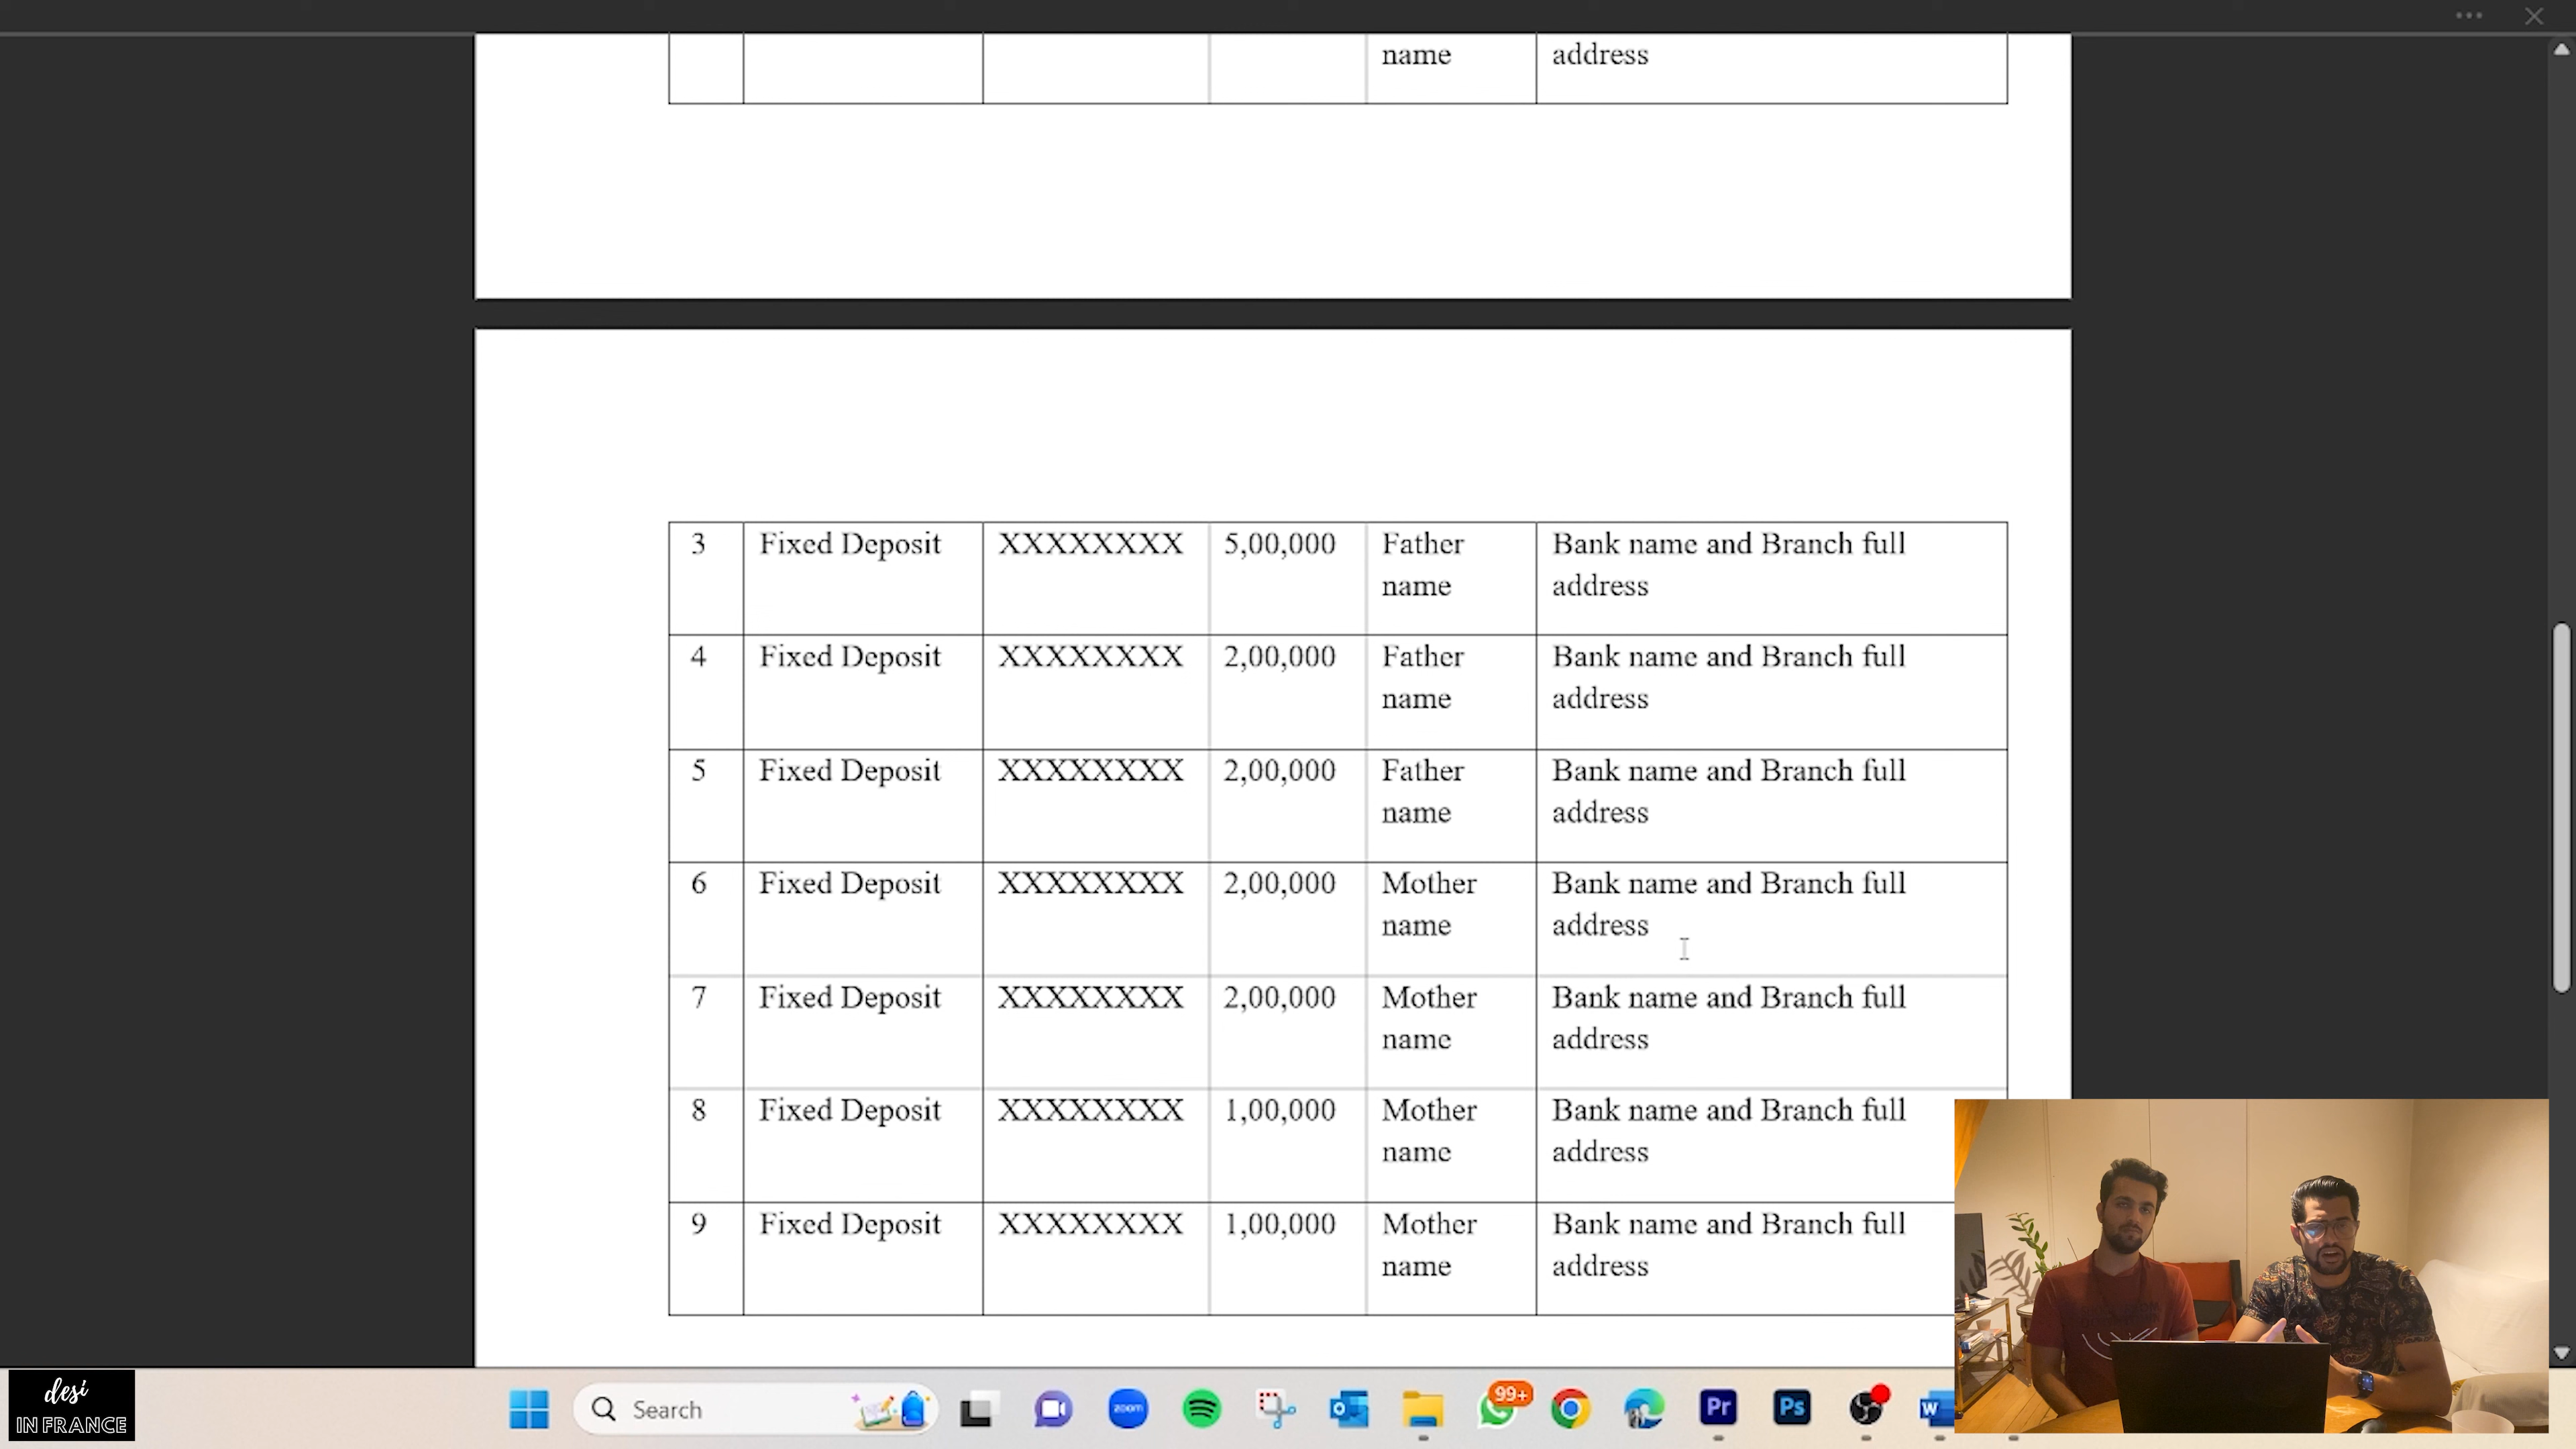 name address
3 Fixed Deposit XXXXXXXX 5,00,000 Father name Bank name and Branch full address
4 Fixed Deposit XXXXXXXX 2,00,000 Father name Bank name and Branch full address
5 Fixed Deposit XXXXXXXX 2,00,000 Father name Bank name and Branch full address
6 Fixed Deposit XXXXXXXX 2,00,000 Mother name Bank name and Branch full address
7 Fixed Deposit XXXXXXXX 2,00,000 Mother name Bank name and Branch full address
8 Fixed Deposit XXXXXXXX 1,00,000 Mother name Bank name and Branch full address
9 Fixed Deposit XXXXXXXX 1,00,000 Mother name Bank name and Branch full address
desi
IN FRANCE
Search
zoom
99+
Pr
Ps
W